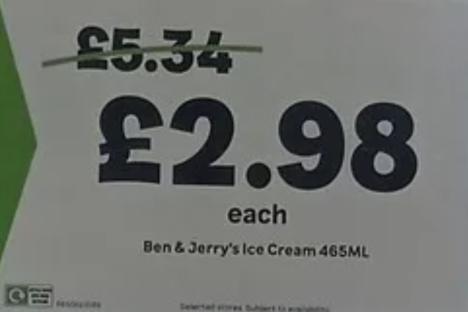 £5.34
£2.98
each
Ben & Jerry's Ice Cream 465ML
Selected stores. Subject to availability.